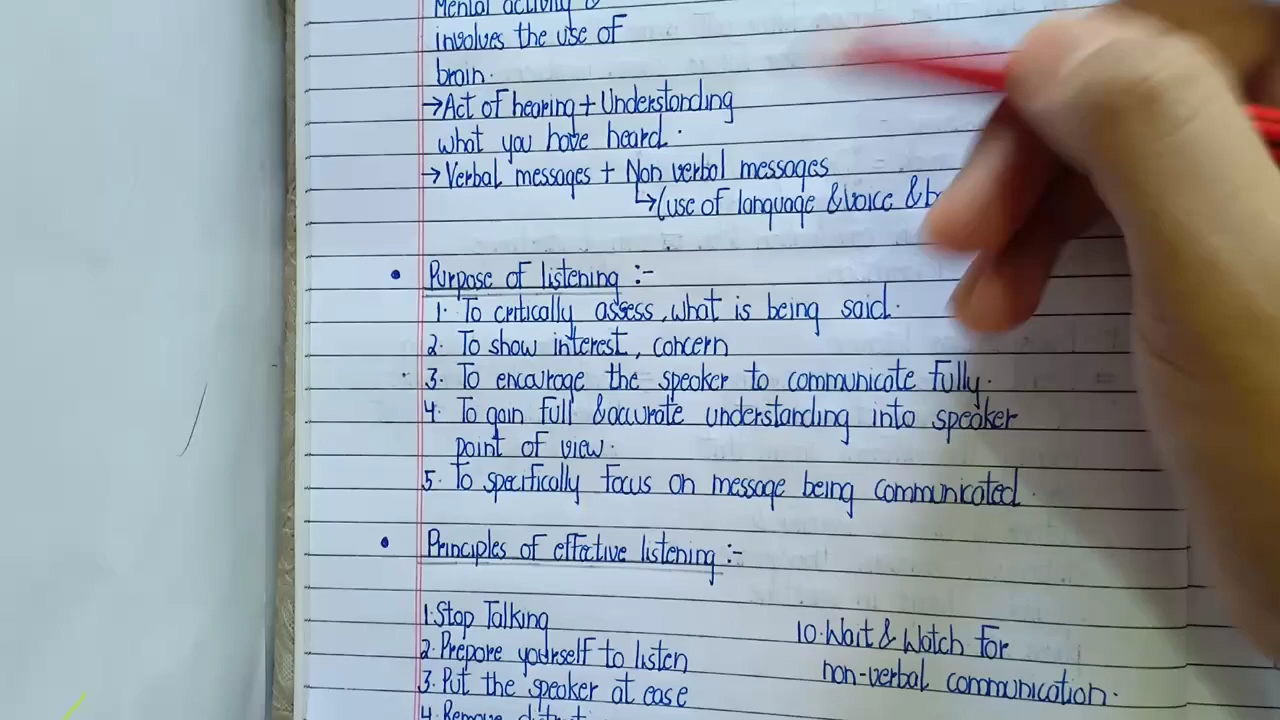 Mental activity &
involves the use of
brain.
→Act of hearing + Understanding
what you have heard.
→ Verbal messages + Non verbal messages
↳(use of language & voice &
• Purpose of listening :-
1. To critically assess, what is being said.
2. To show interest, concern
3. To encourage the speaker to communicate fully.
4. To gain full & accurate understanding into speaker
point of view.
5. To specifically focus on message being communicated.
• Principles of effective listening :-
1. Stop Talking
2. Prepare yourself to listen
3. Put the speaker at ease
4. Remove
10. Wait & Watch for
non-verbal communication.